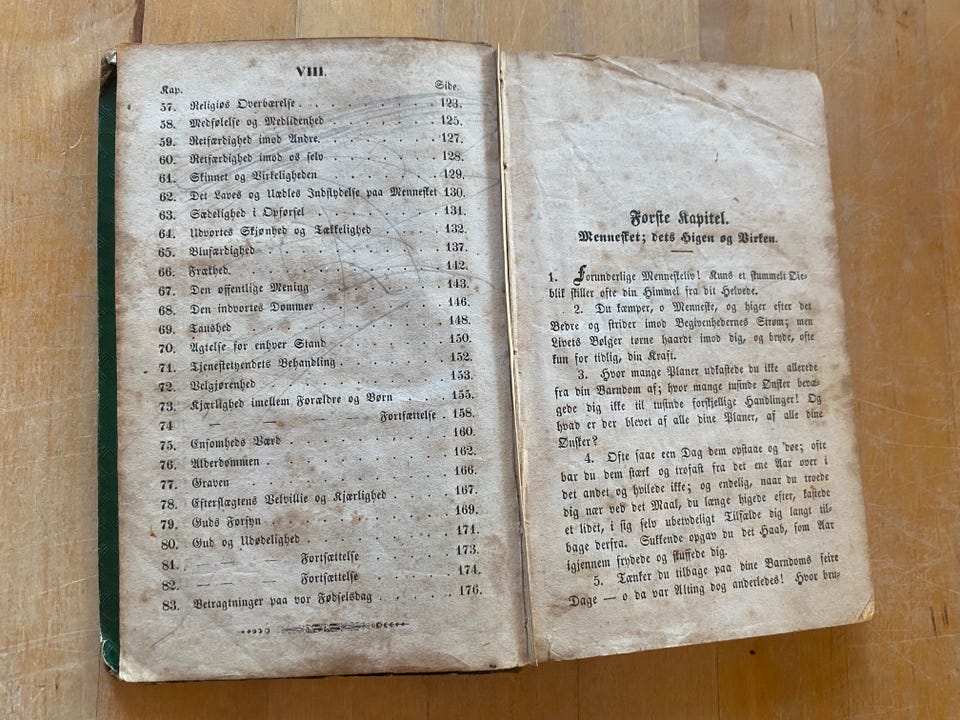 VIII.
Kap. Side.
57. Religiøs Overbærelse . . . . . . . . . . . 123.
58. Medfølelse og Medlidenhed . . . . . . . . 125.
59. Retfærdighed imod Andre. . . . . . . . . . 127.
60. Retfærdighed imod os selv . . . . . . . . . 128.
61. Skinnet og Virkeligheden . . . . . . . . . . 129.
62. Det Laves og Uædles Indflydelse paa Mennesket 130.
63. Sædelighed i Opførsel . . . . . . . . . . . 131.
64. Udvortes Skjønhed og Tækkelighed . . . . . . 132.
65. Blufærdighed . . . . . . . . . . . 137.
66. Frækhed. . . . . . . . . . . . 142.
67. Den offentlige Mening . . . . . . . . . . 143.
68. Den indvortes Dommer . . . . . . . . . . 146.
69. Taushed . . . . . . . . . . . 148.
70. Agtelse for enhver Stand . . . . . . . . . 150.
71. Tjenestetyendets Behandling . . . . . . . . . 152.
72. Velgjørenhed . . . . . . . . . . . 153.
73. Kjærlighed imellem Forældre og Børn . . . . . 155.
74 — — — — Fortsættelse . 158.
75. Ensomheds Værd . . . . . . . . . . . 160.
76. Alderdommen . . . . . . . . . . . 162.
77. Graven . . . . . . . . . . . 166.
78. Efterslægtens Velvillie og Kjærlighed . . . . . 167.
79. Guds Forsyn . . . . . . . . . . . 169.
80. Gud og Udødelighed . . . . . . . . . . 171.
81. — — — Fortsættelse . . . . . . 173.
82. — — — Fortsættelse . . . . . . 174.
83. Betragtninger paa vor Fødselsdag . . . . . . . 176.
Første Kapitel.
Mennesket; dets Higen og Virken.
1. Forunderlige Menneskeliv! Kuns et stummelt Øie-
blik stiller ofte din Himmel fra dit Helvede.
2. Du kæmper, o Menneske, og higer efter det
Bedre og strider imod Begivenhedernes Strøm; men
Livets Bølger tørne haardt imod dig, og bryde, ofte
kun for tidlig, din Kraft.
3. Hvor mange Planer udkastede du ikke allerede
fra din Barndom af; hvor mange tusinde Ønsker bevæ-
gede dig ikke til tusinde forskjellige Handlinger! Og
hvad er der blevet af alle dine Planer, af alle dine
Ønsker?
4. Ofte saae een Dag dem opstaae og døe; ofte
bar du dem stærk og trofast fra det ene Aar over i
det andet og hvilede ikke; og endelig, naar du troede
dig nær ved det Maal, du længe higede efter, kastede
et lidet, i sig selv ubetydeligt Tilfælde dig langt til-
bage derfra. Sukkende opgav du det Haab, som Aar
igjennem frydede og skuffede dig.
5. Tænker du tilbage paa dine Barndoms feire
Dage — o da var Alting dog anderledes! Hvor bru-